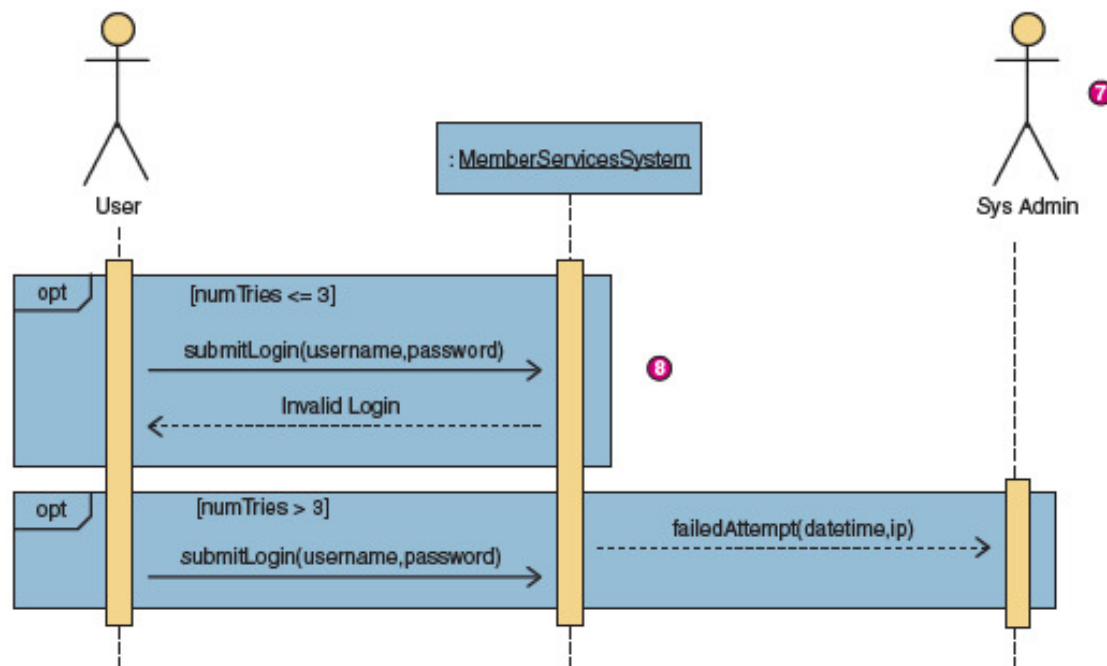 7
: MemberServicesSystem
User
Sys Admin
opt
[numTries <= 3]
submitLogin(username,password)
8
Invalid Login
opt
[numTries > 3]
failedAttempt(datetime,ip)
submitLogin(username,password)